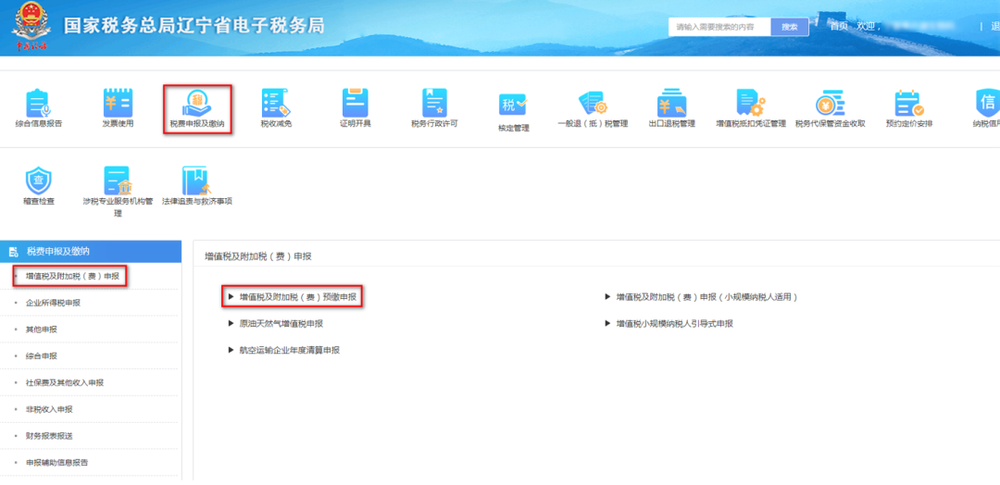 国家税务总局辽宁省电子税务局
请输入需要搜索的内容
搜索
首页
欢迎，
|
退
综合信息报告
发票使用
税费申报及缴纳
税收减免
证明开具
税务行政许可
核定管理
一般退（抵）税管理
出口退税管理
增值税抵扣凭证管理
税务代保管资金收取
预约定价安排
纳税信用
稽查检查
涉税专业服务机构管
理
法律追责与救济事项
税费申报及缴纳
增值税及附加税（费）申报
企业所得税申报
其他申报
综合申报
社保费及其他收入申报
非税收入申报
财务报表报送
申报辅助信息报告
增值税及附加税（费）申报
增值税及附加税（费）预缴申报
增值税及附加税（费）申报（小规模纳税人适用）
原油天然气增值税申报
增值税小规模纳税人引导式申报
航空运输企业年度清算申报